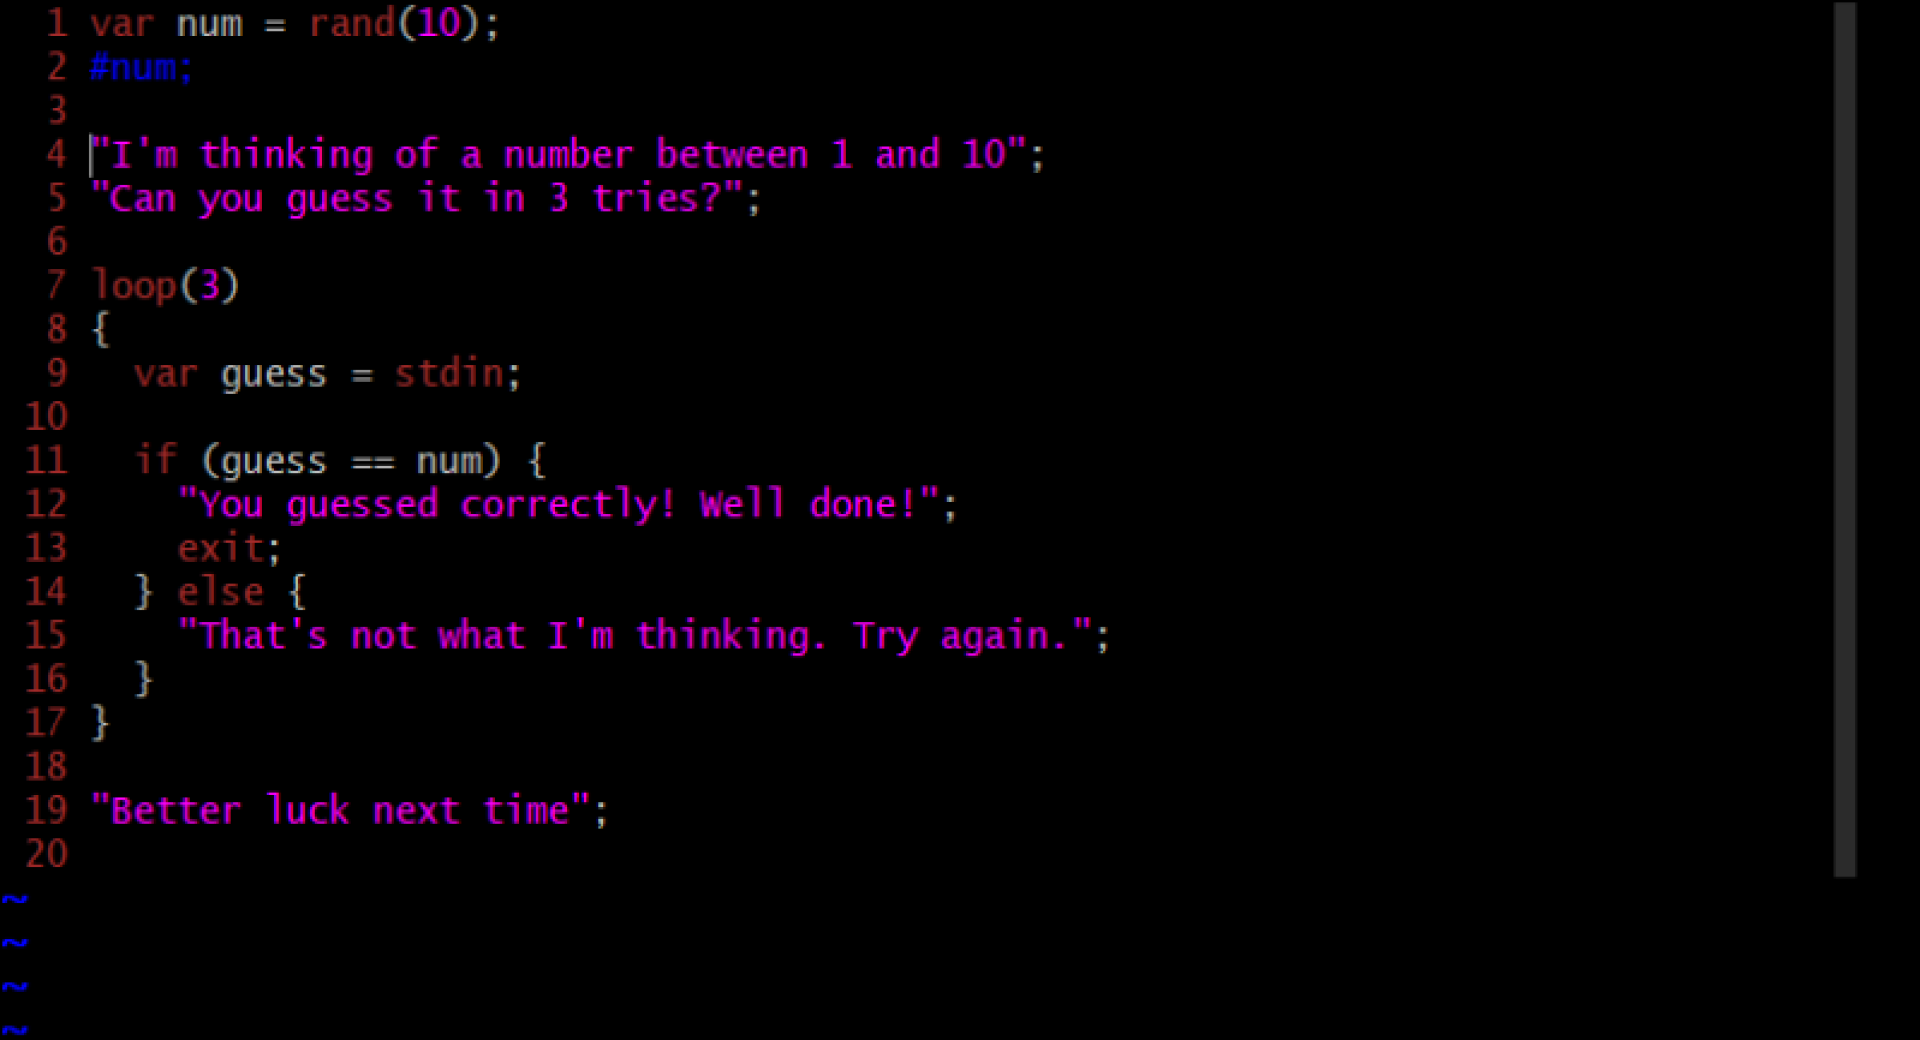 1 var num = rand(10);
2 #num;
3
4 "I'm thinking of a number between 1 and 10";
5 "Can you guess it in 3 tries?";
6
7 loop(3)
8 {
9   var guess = stdin;
10
11   if (guess == num) {
12     "You guessed correctly! Well done!";
13     exit;
14   } else {
15     "That's not what I'm thinking. Try again.";
16   }
17 }
18
19 "Better luck next time";
20
~
~
~
~